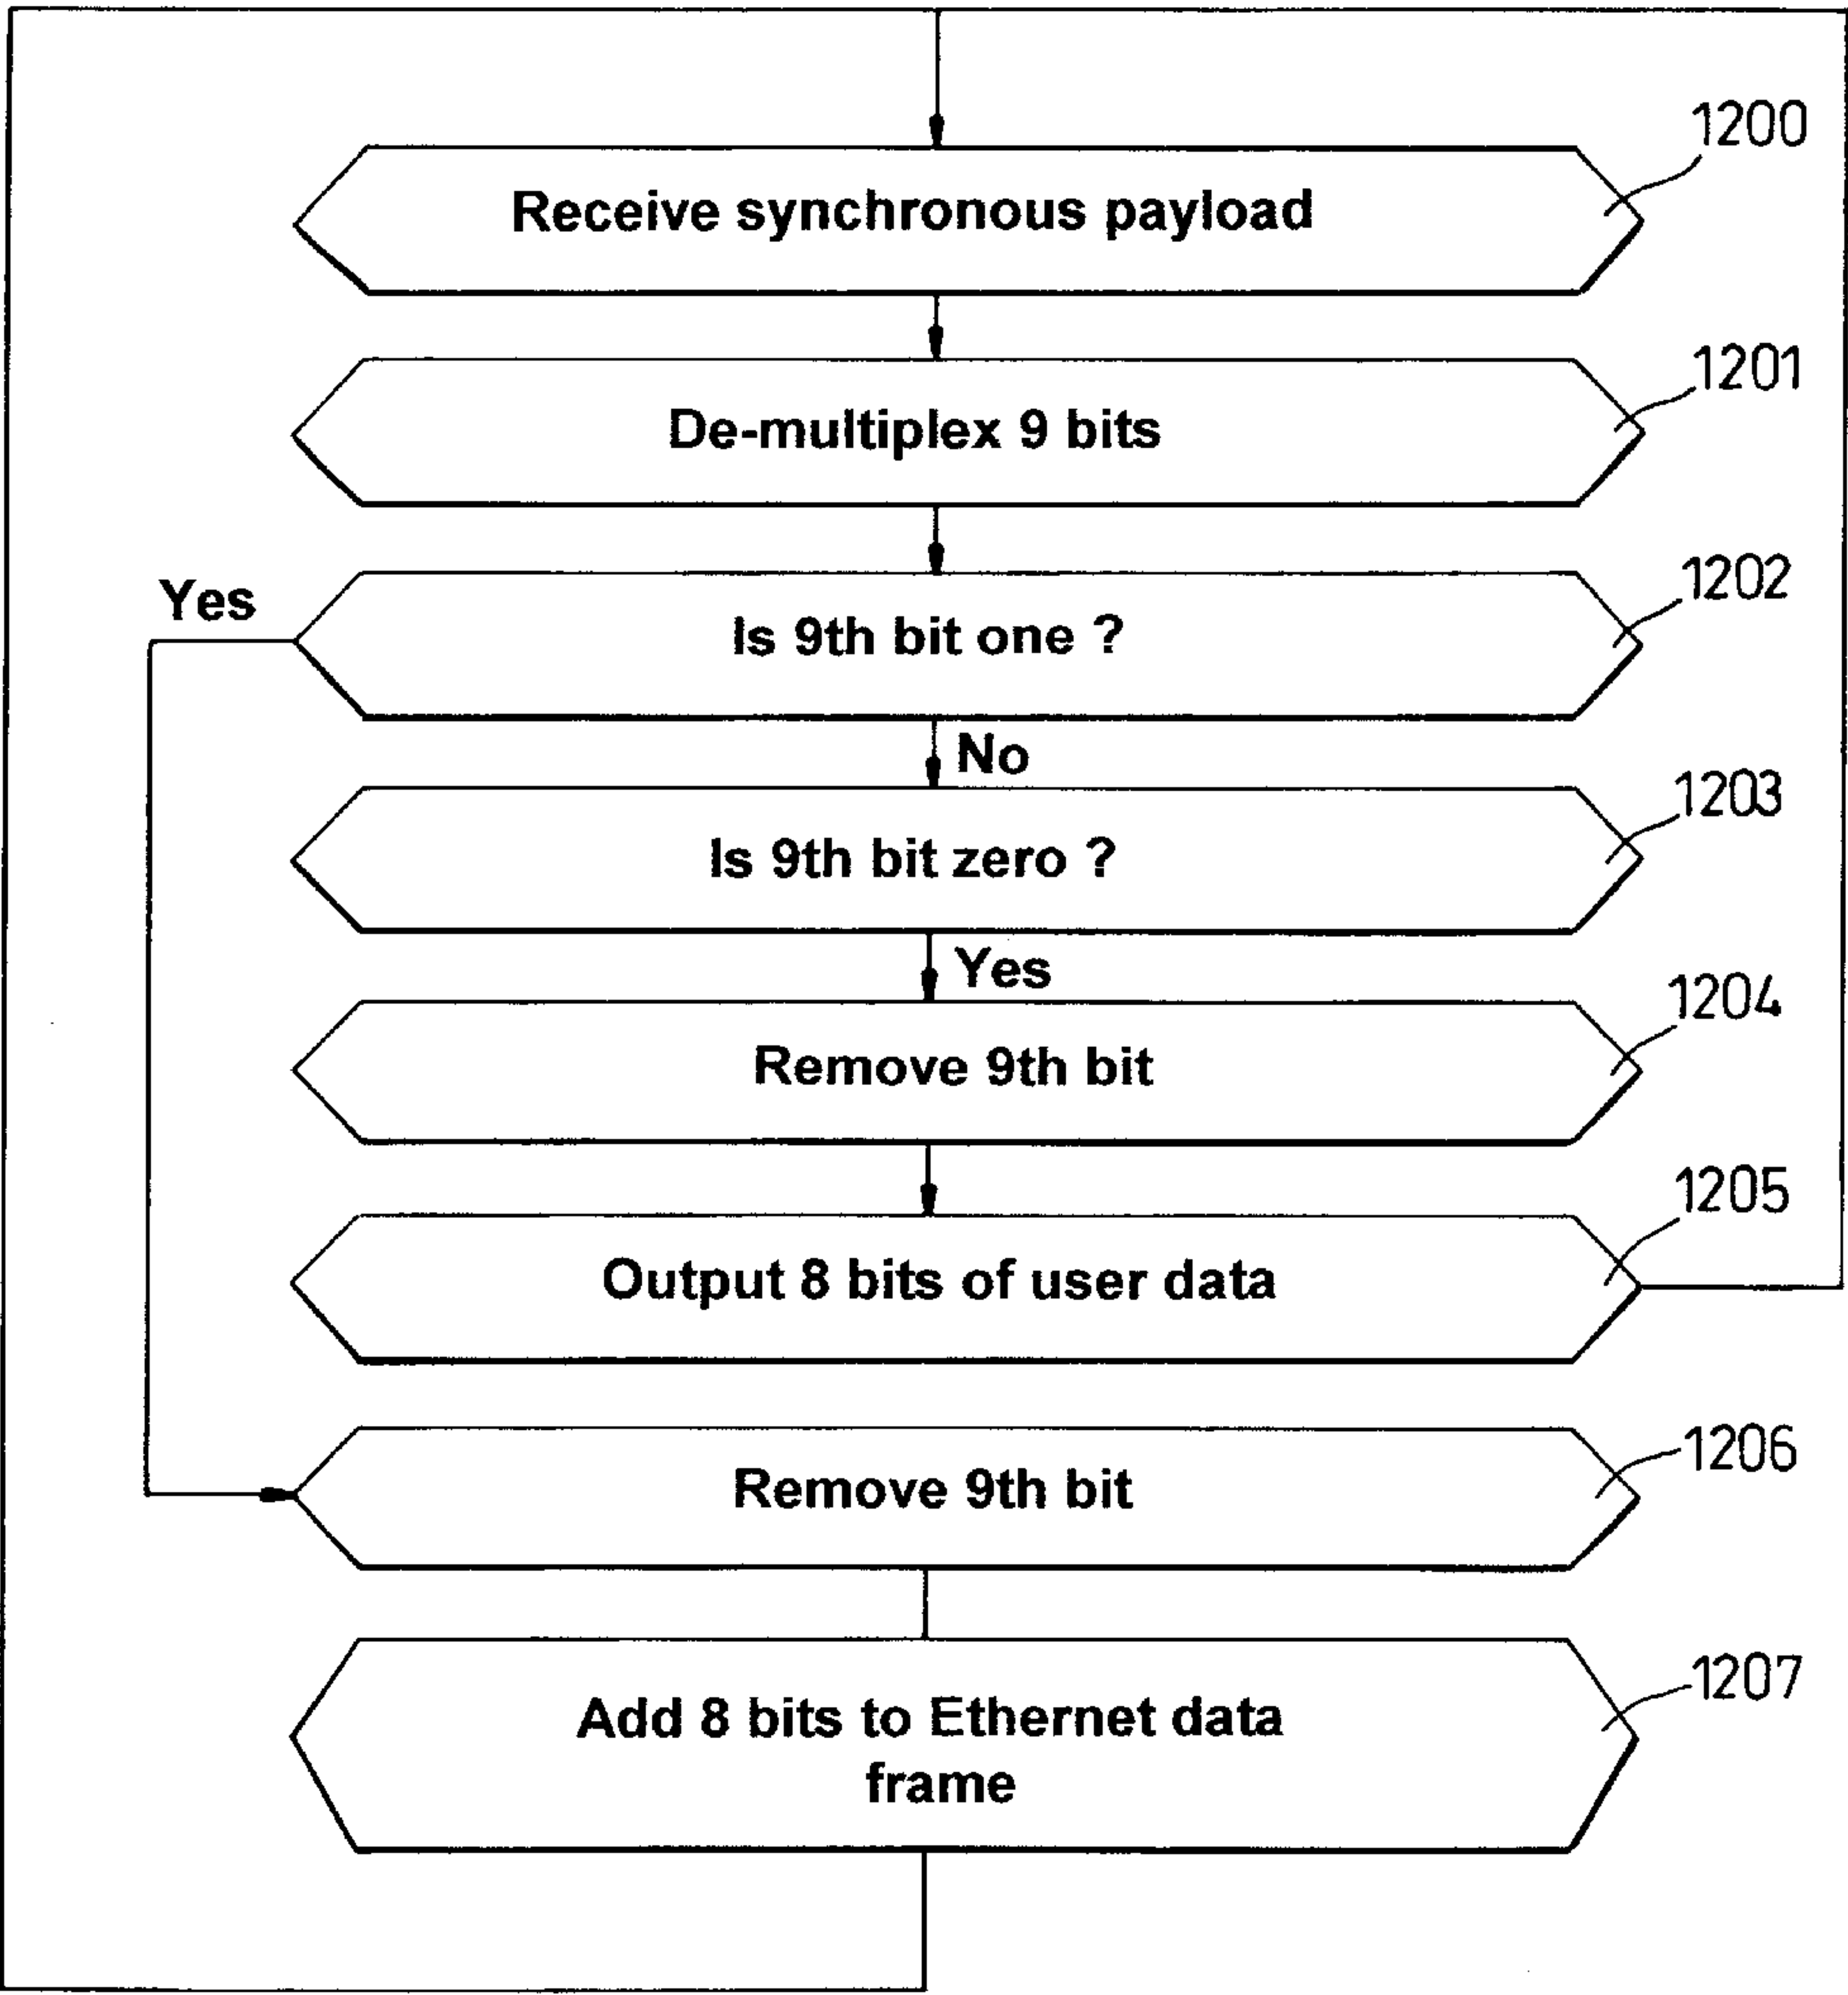 1200
Receive synchronous payload
1201
De-multiplex 9 bits
1202
Yes
Is 9th bit one ?
No
1203
Is 9th bit zero ?
Yes
1204
Remove 9th bit
1205
Output 8 bits of user data
1206
Remove 9th bit
1207
Add 8 bits to Ethernet data
frame